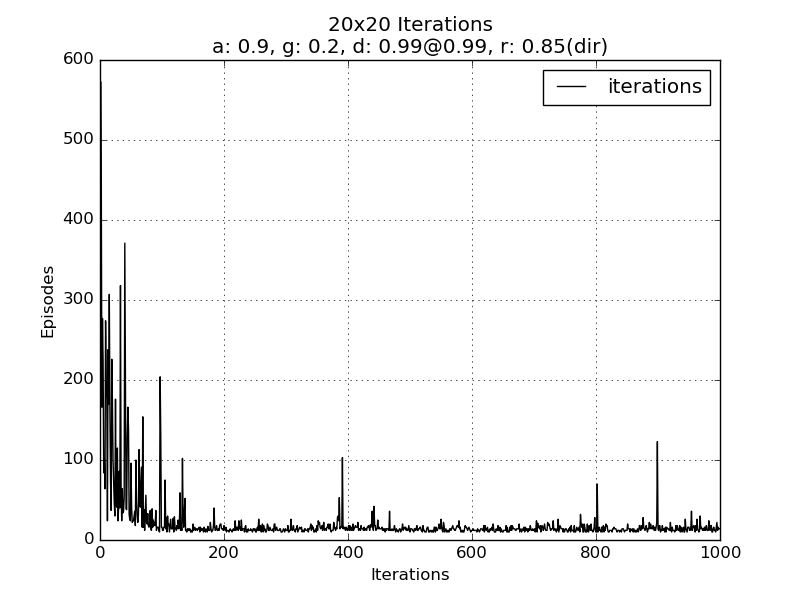 20x20 Iterations
a: 0.9, g: 0.2, d: 0.99@0.99, r: 0.85(dir)
600
iterations
500
400
300
Episodes
200
100
0
0 200 400 600 800 1000
Iterations